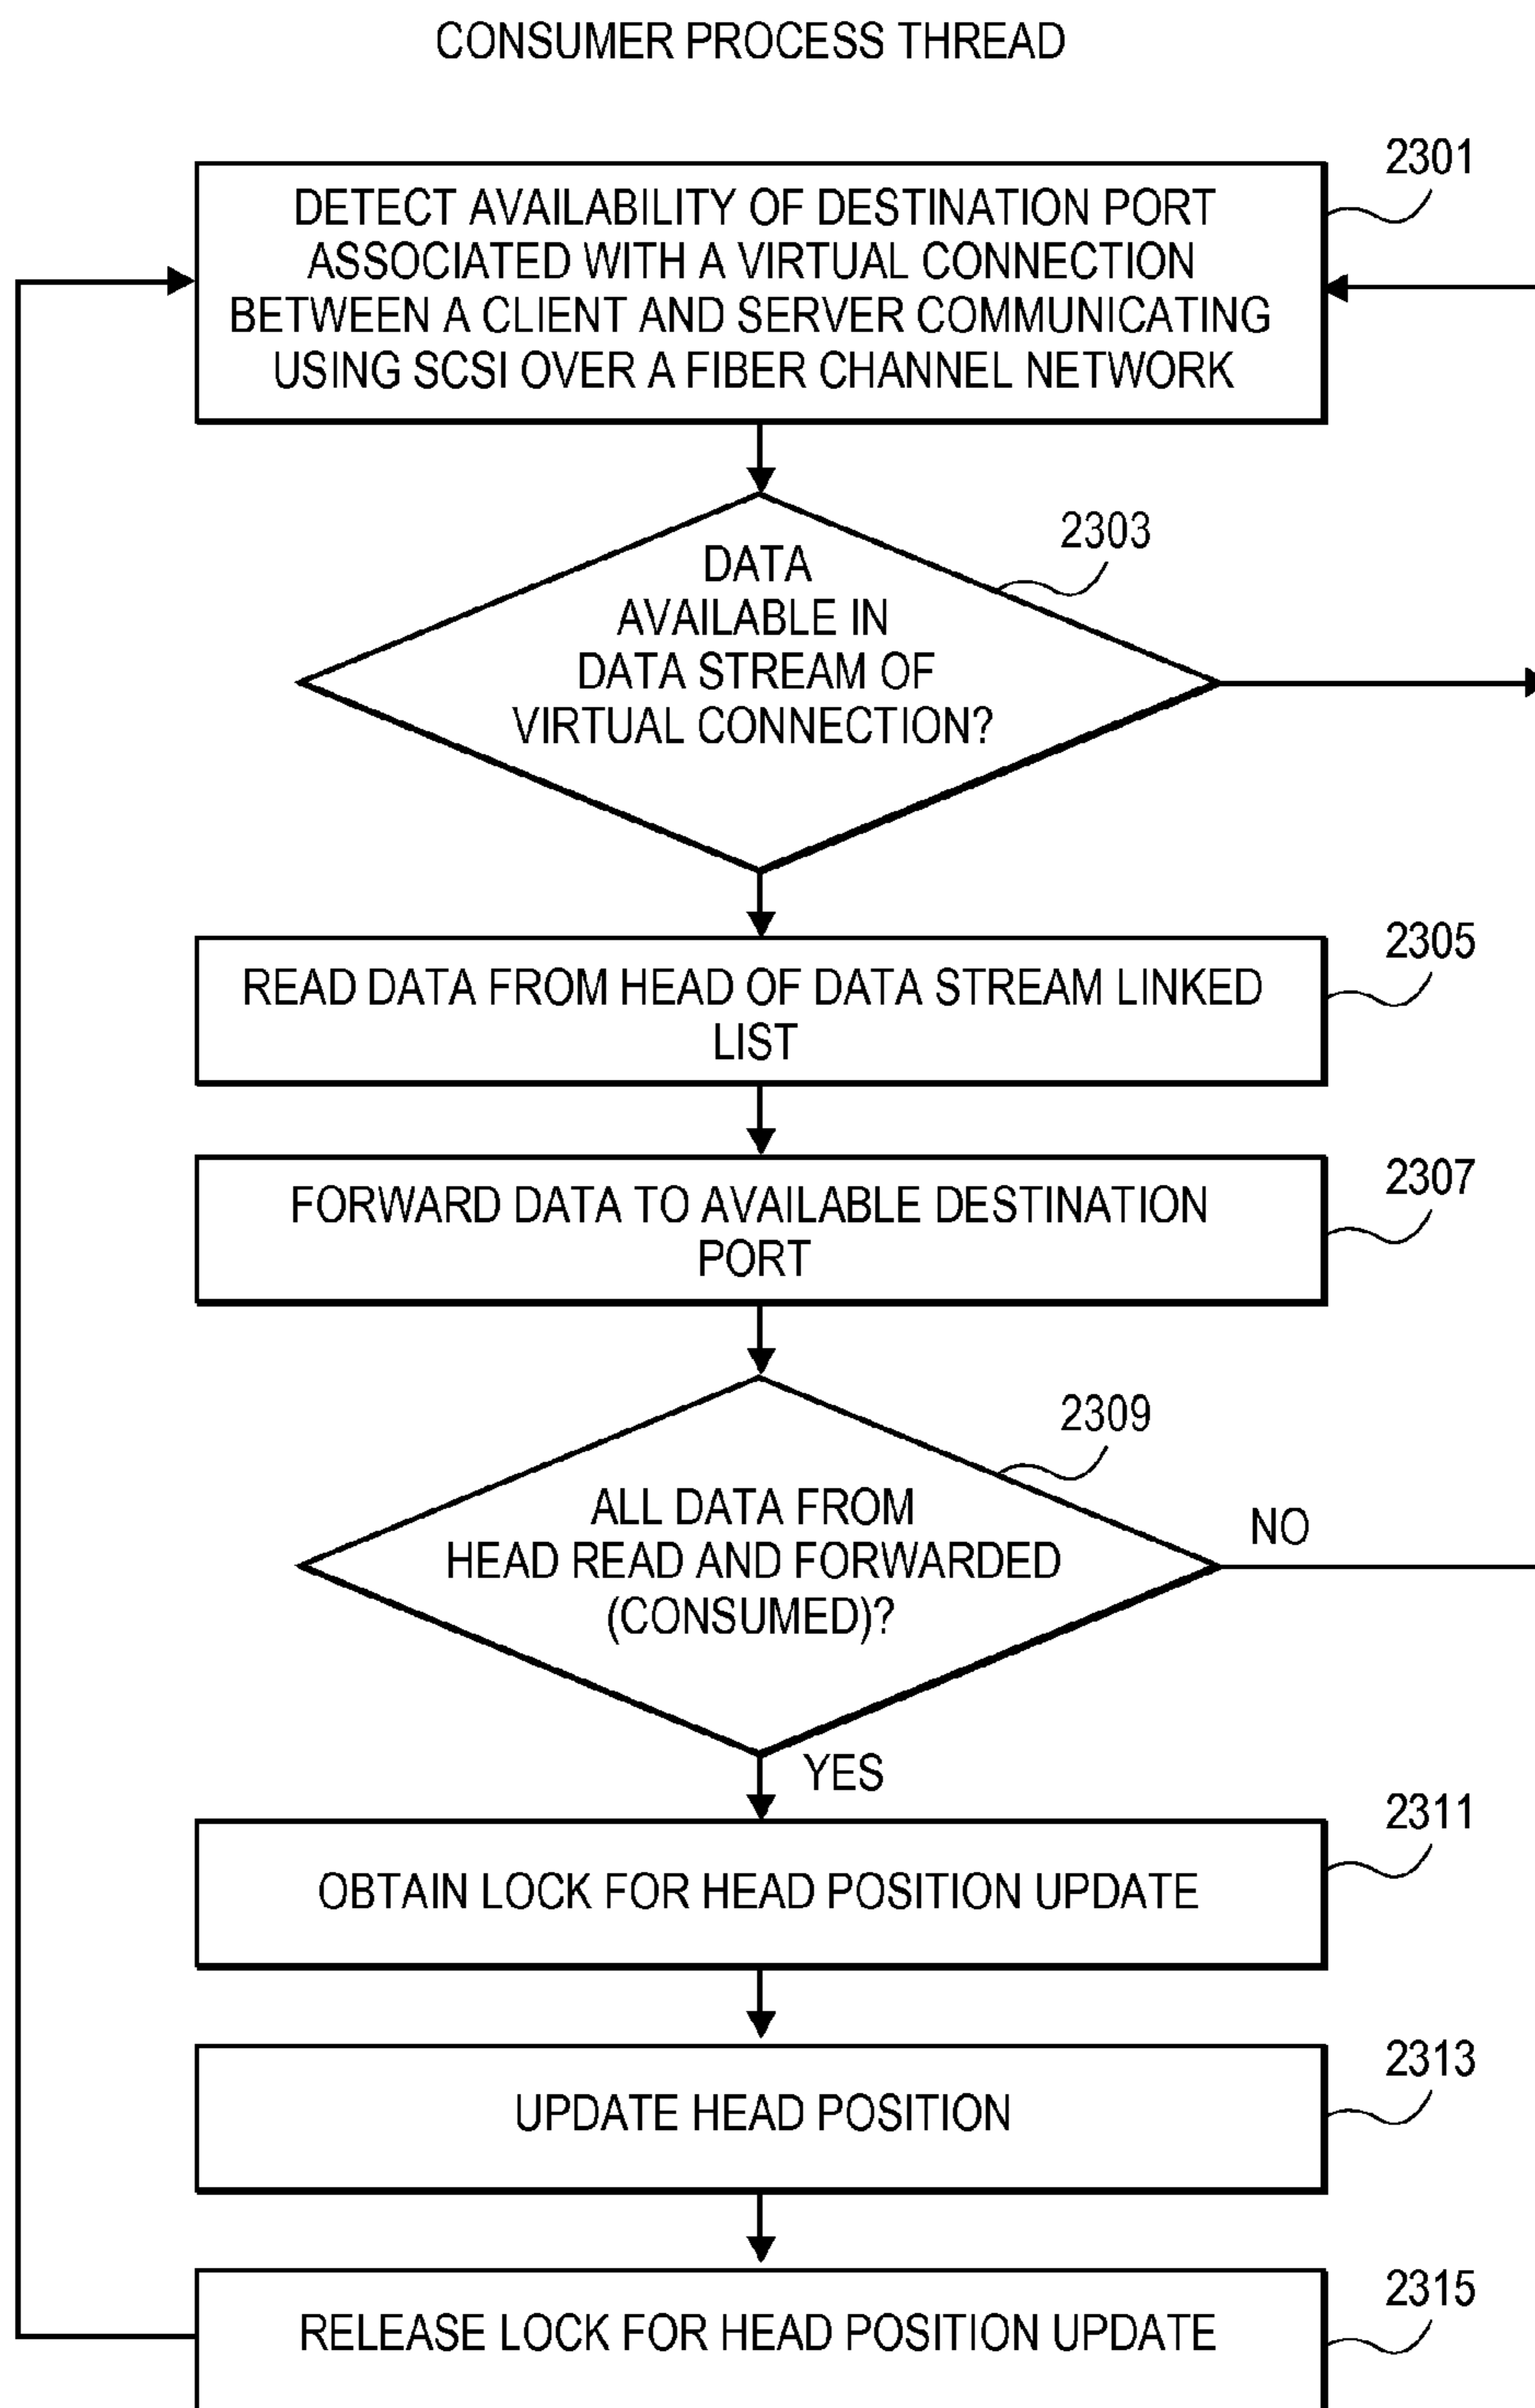 CONSUMER PROCESS THREAD
2301
DETECT AVAILABILITY OF DESTINATION PORT
ASSOCIATED WITH A VIRTUAL CONNECTION
BETWEEN A CLIENT AND SERVER COMMUNICATING
USING SCSI OVER A FIBER CHANNEL NETWORK
2303
DATA
AVAILABLE IN
DATA STREAM OF
VIRTUAL CONNECTION?
2305
READ DATA FROM HEAD OF DATA STREAM LINKED
LIST
2307
FORWARD DATA TO AVAILABLE DESTINATION
PORT
2309
ALL DATA FROM
HEAD READ AND FORWARDED
(CONSUMED)?
NO
YES
2311
OBTAIN LOCK FOR HEAD POSITION UPDATE
2313
UPDATE HEAD POSITION
2315
RELEASE LOCK FOR HEAD POSITION UPDATE